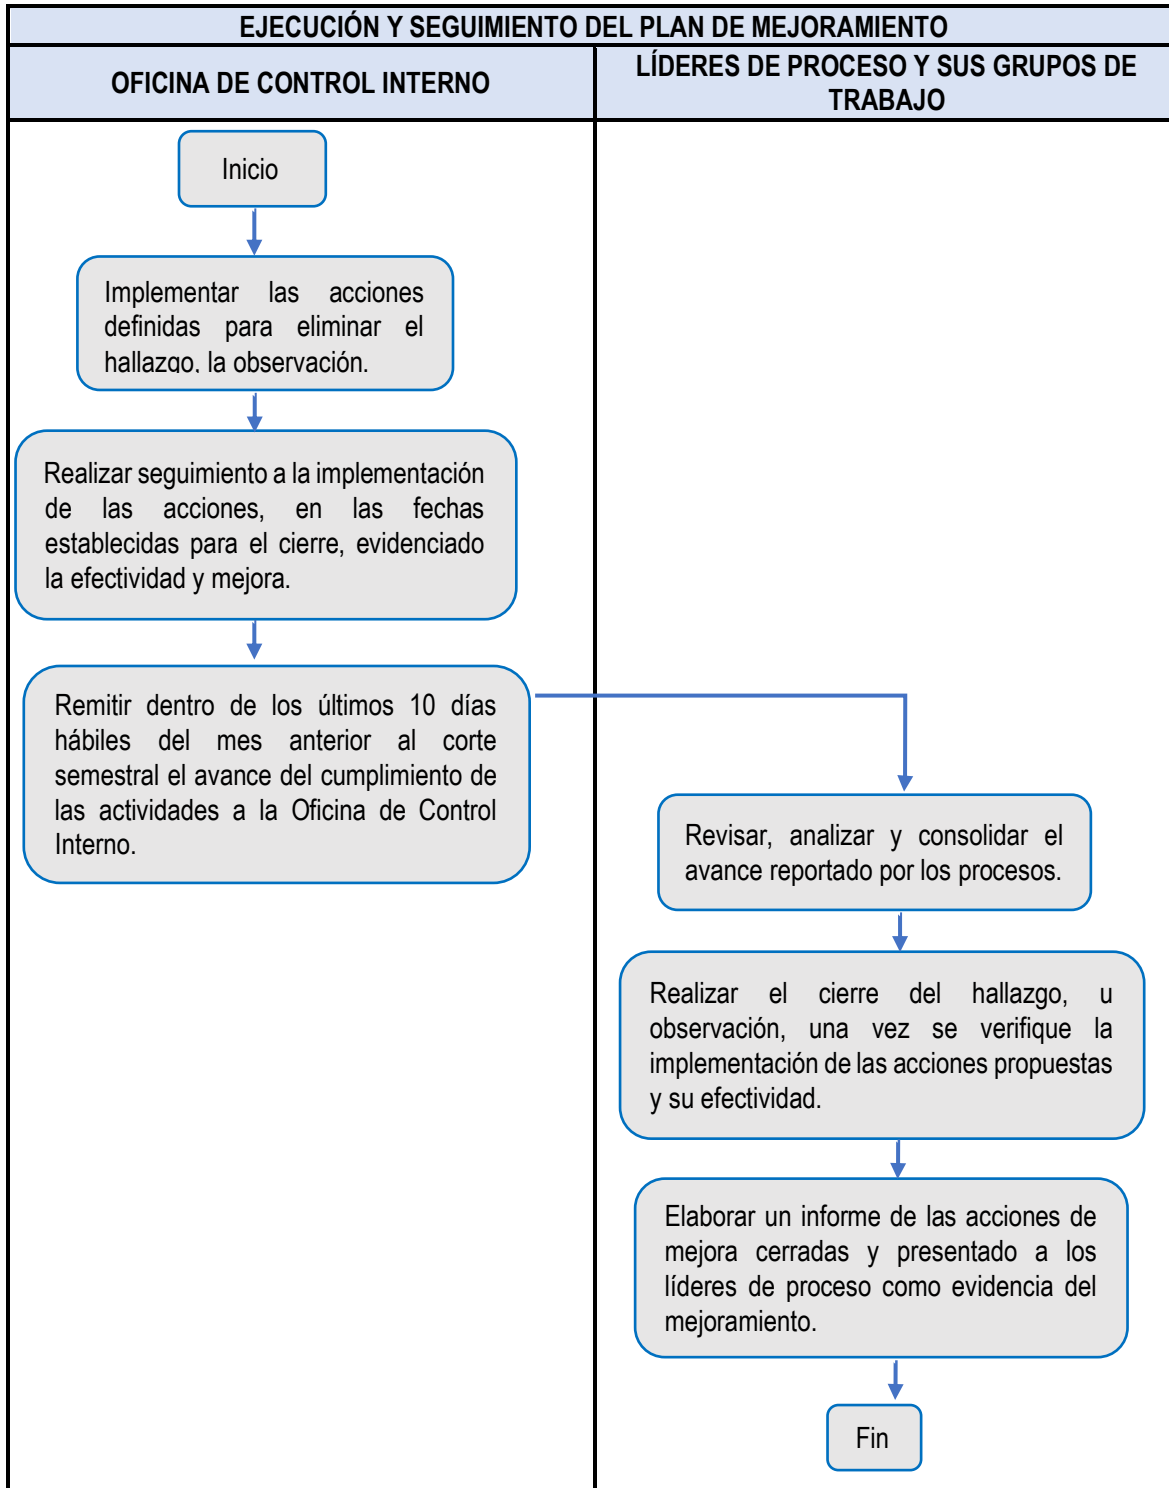 EJECUCIÓN Y SEGUIMIENTO DEL PLAN DE MEJORAMIENTO
OFICINA DE CONTROL INTERNO
LÍDERES DE PROCESO Y SUS GRUPOS DE
TRABAJO
Inicio
Implementar las acciones
definidas para eliminar el
hallazgo, la observación.
Realizar seguimiento a la implementación
de las acciones, en las fechas
establecidas para el cierre, evidenciado
la efectividad y mejora.
Remitir dentro de los últimos 10 días
hábiles del mes anterior al corte
semestral el avance del cumplimiento de
las actividades a la Oficina de Control
Interno.
Revisar, analizar y consolidar el
avance reportado por los procesos.
Realizar el cierre del hallazgo, u
observación, una vez se verifique la
implementación de las acciones propuestas
y su efectividad.
Elaborar un informe de las acciones de
mejora cerradas y presentado a los
líderes de proceso como evidencia del
mejoramiento.
Fin